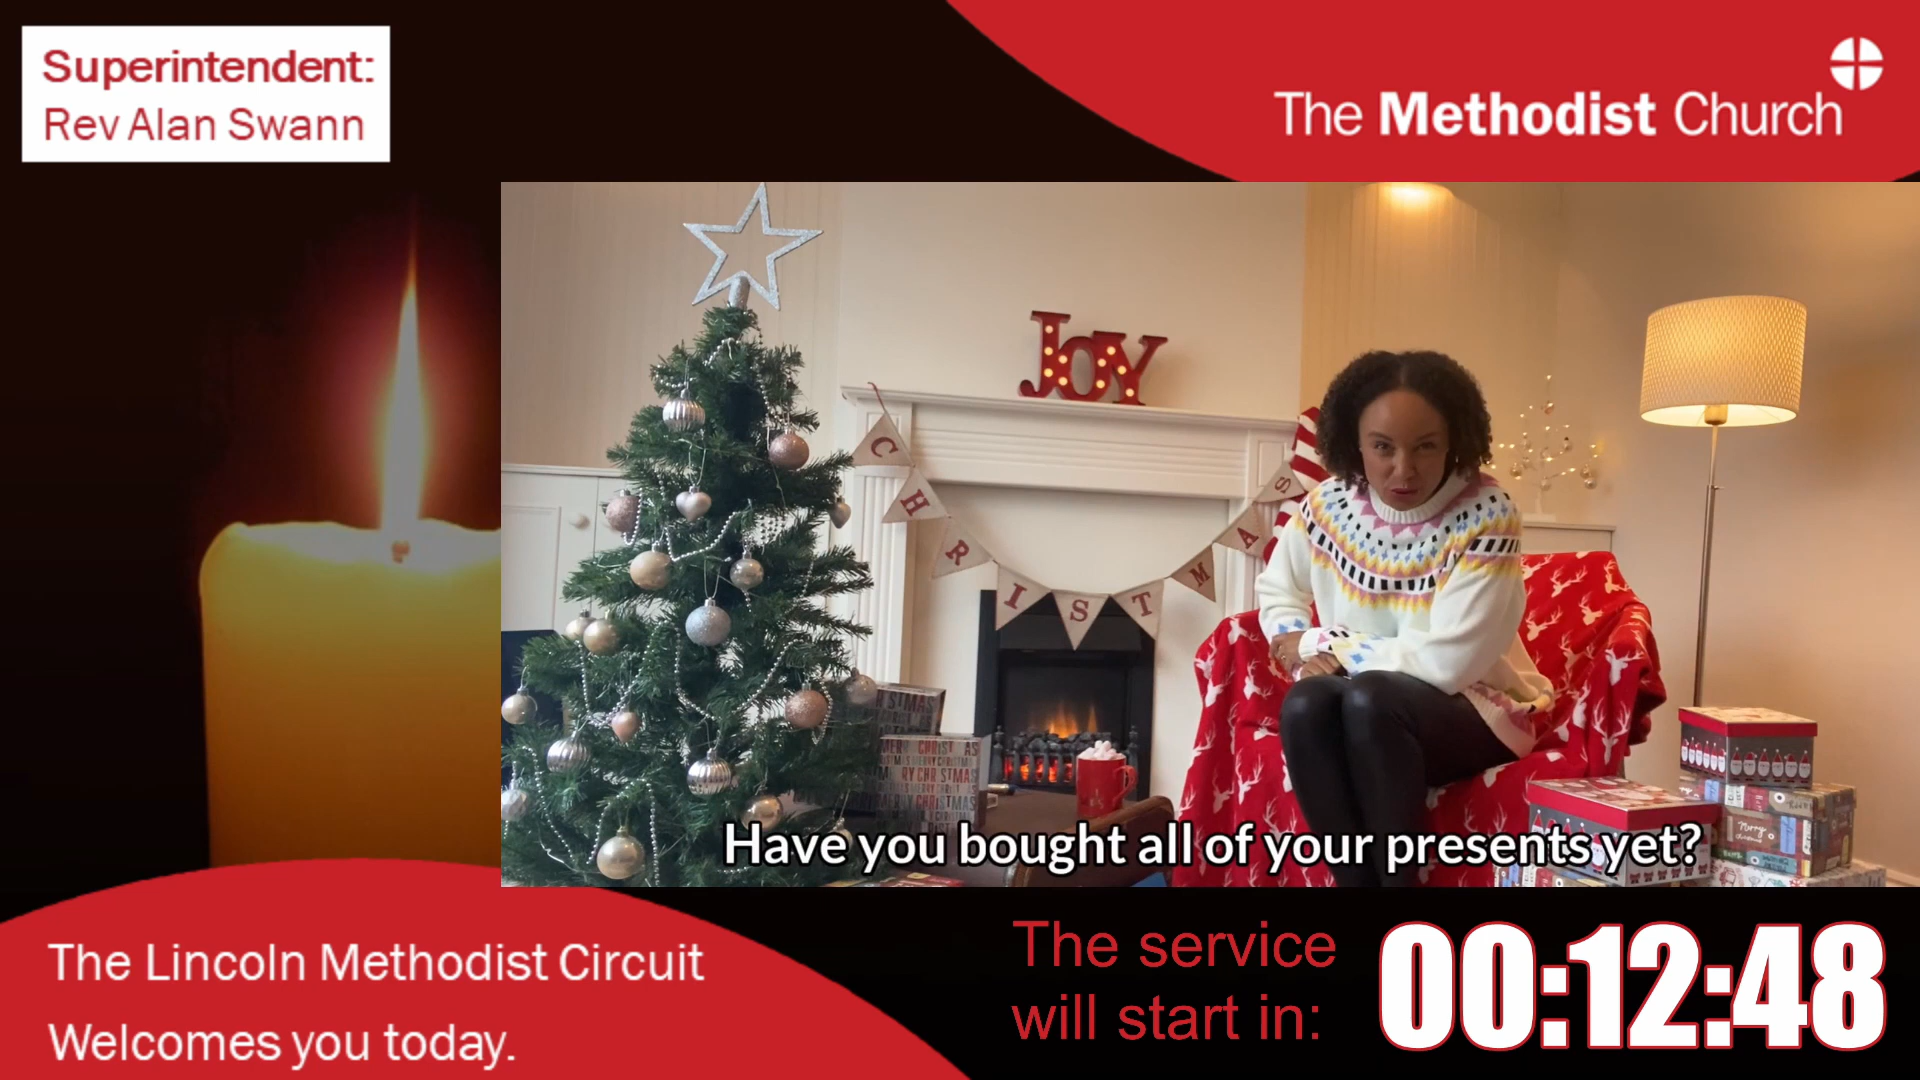 Superintendent:
Rev Alan Swann
The Methodist Church
JOY
CHRISTMAS
Have you bought all of your presents yet?
The Lincoln Methodist Circuit
Welcomes you today.
The service
will start in:
00:12:48